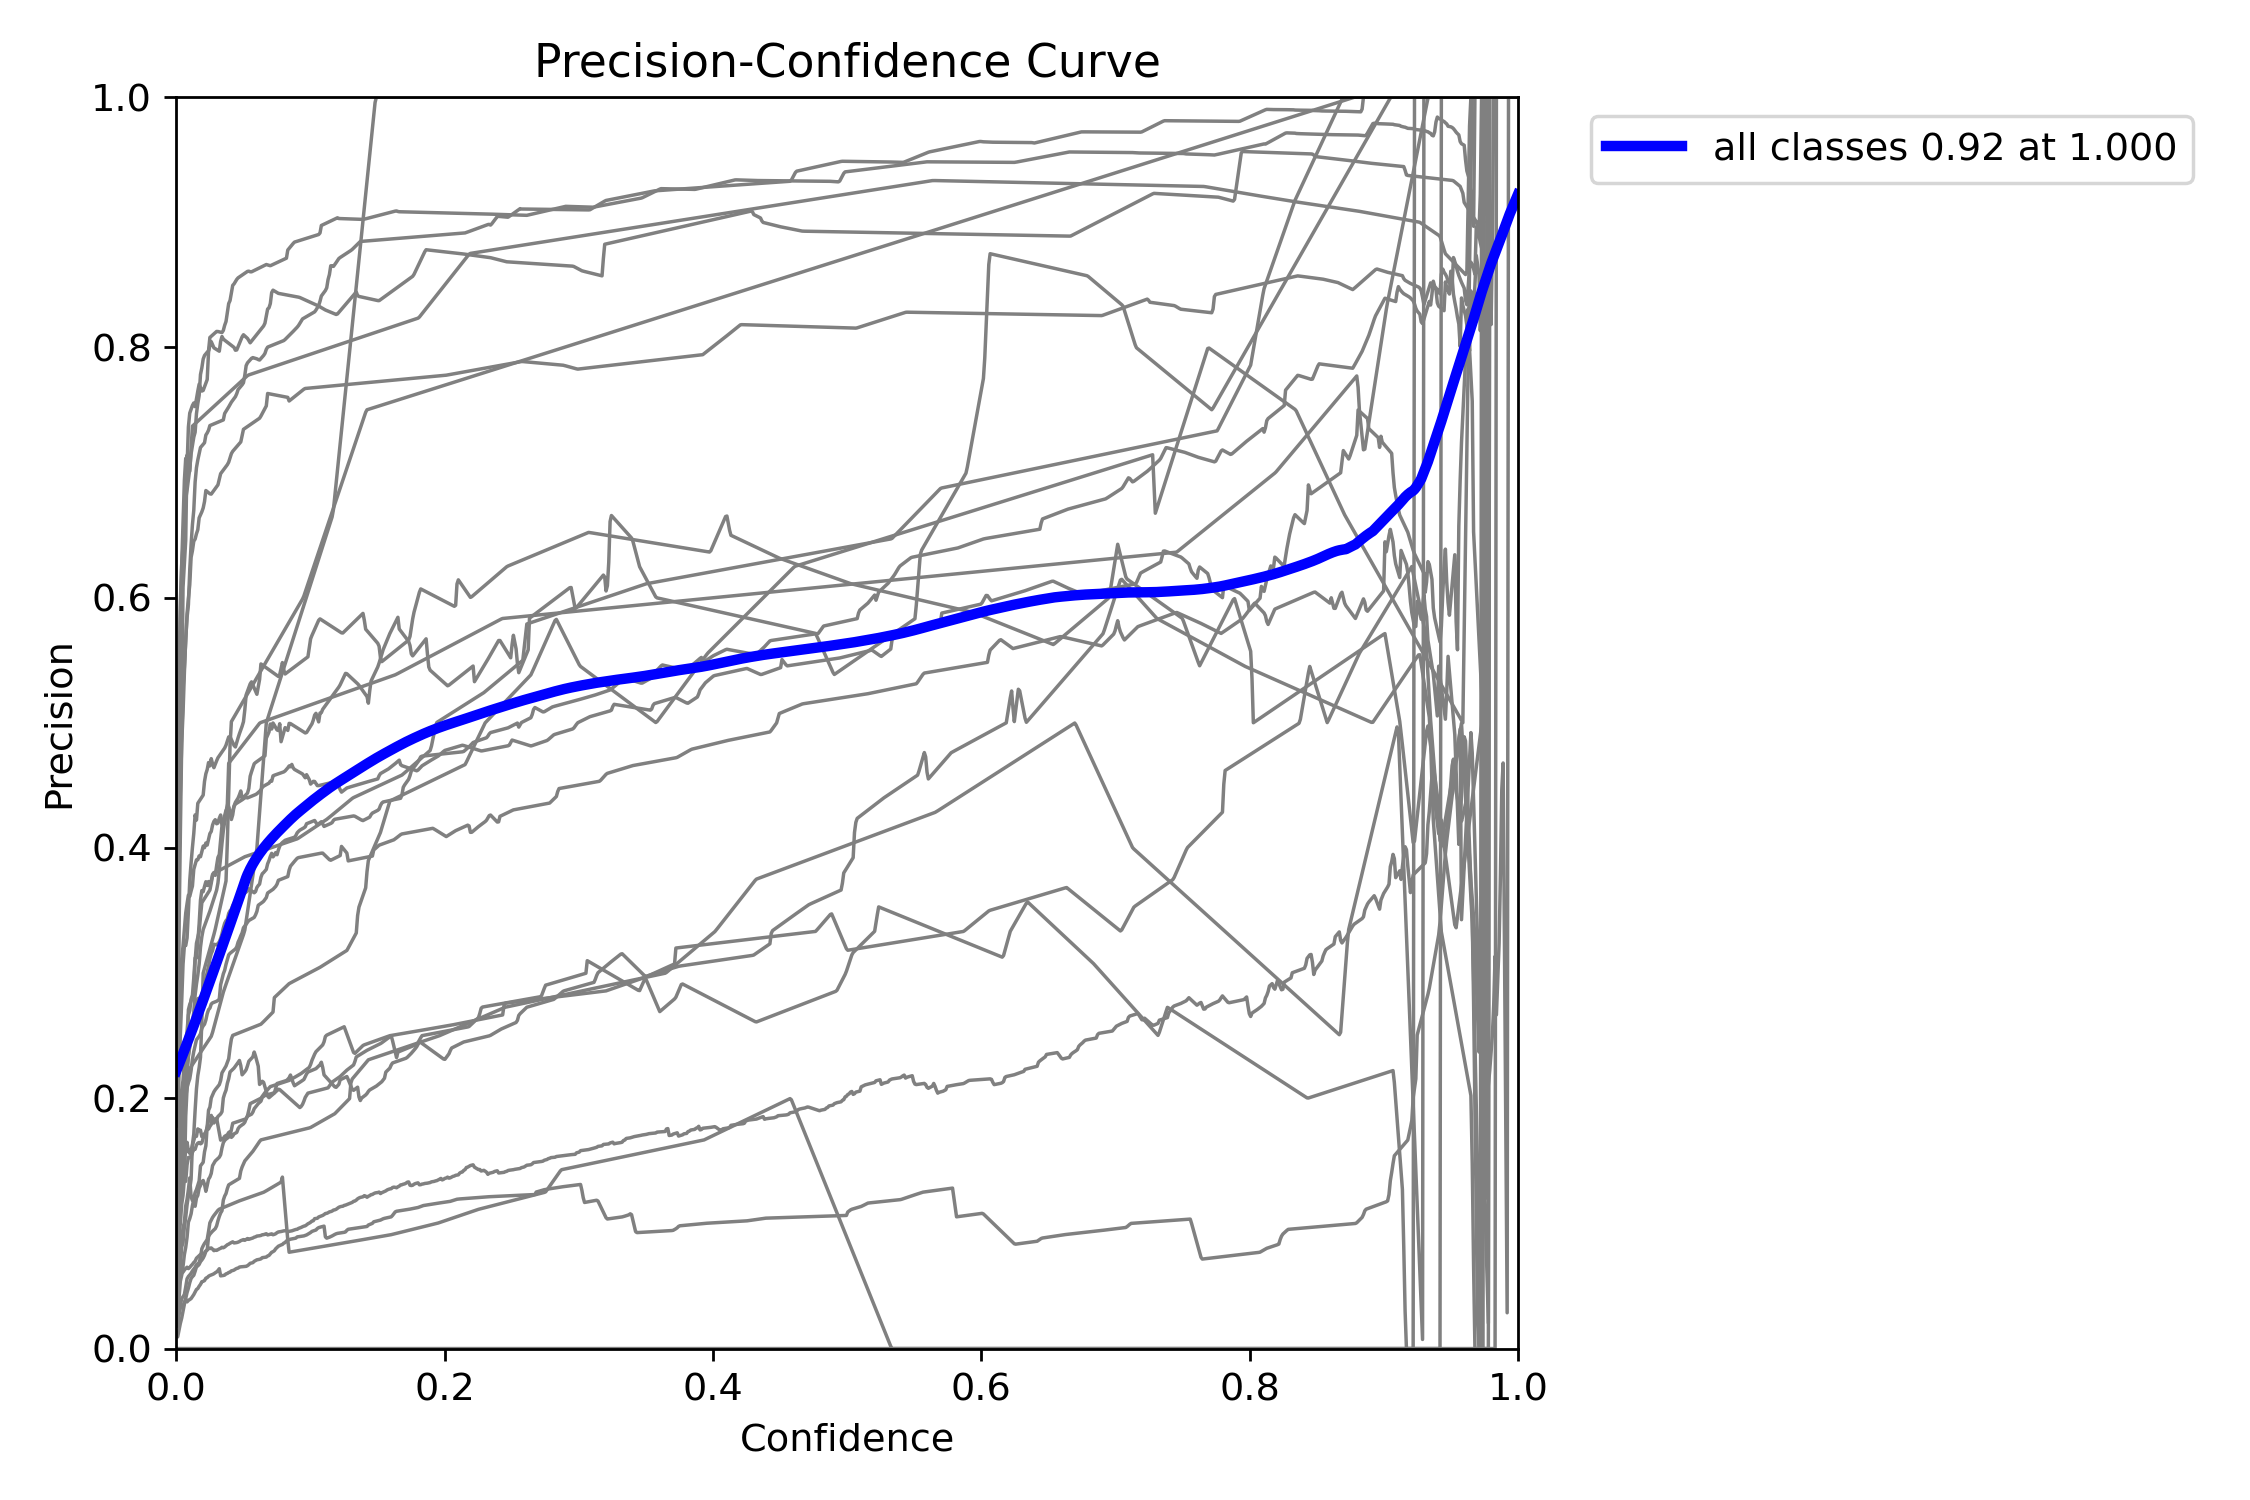 Precision-Confidence Curve
all classes 0.92 at 1.000
Precision
1.0
0.8
0.6
0.4
0.2
0.0
0.0 0.2 0.4 0.6 0.8 1.0
Confidence